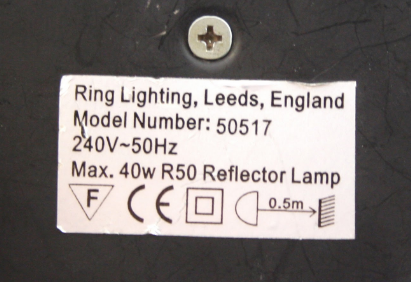 Ring Lighting, Leeds, England
Model Number: 50517
240V~50Hz
Max. 40w R50 Reflector Lamp
F CE 0.5m